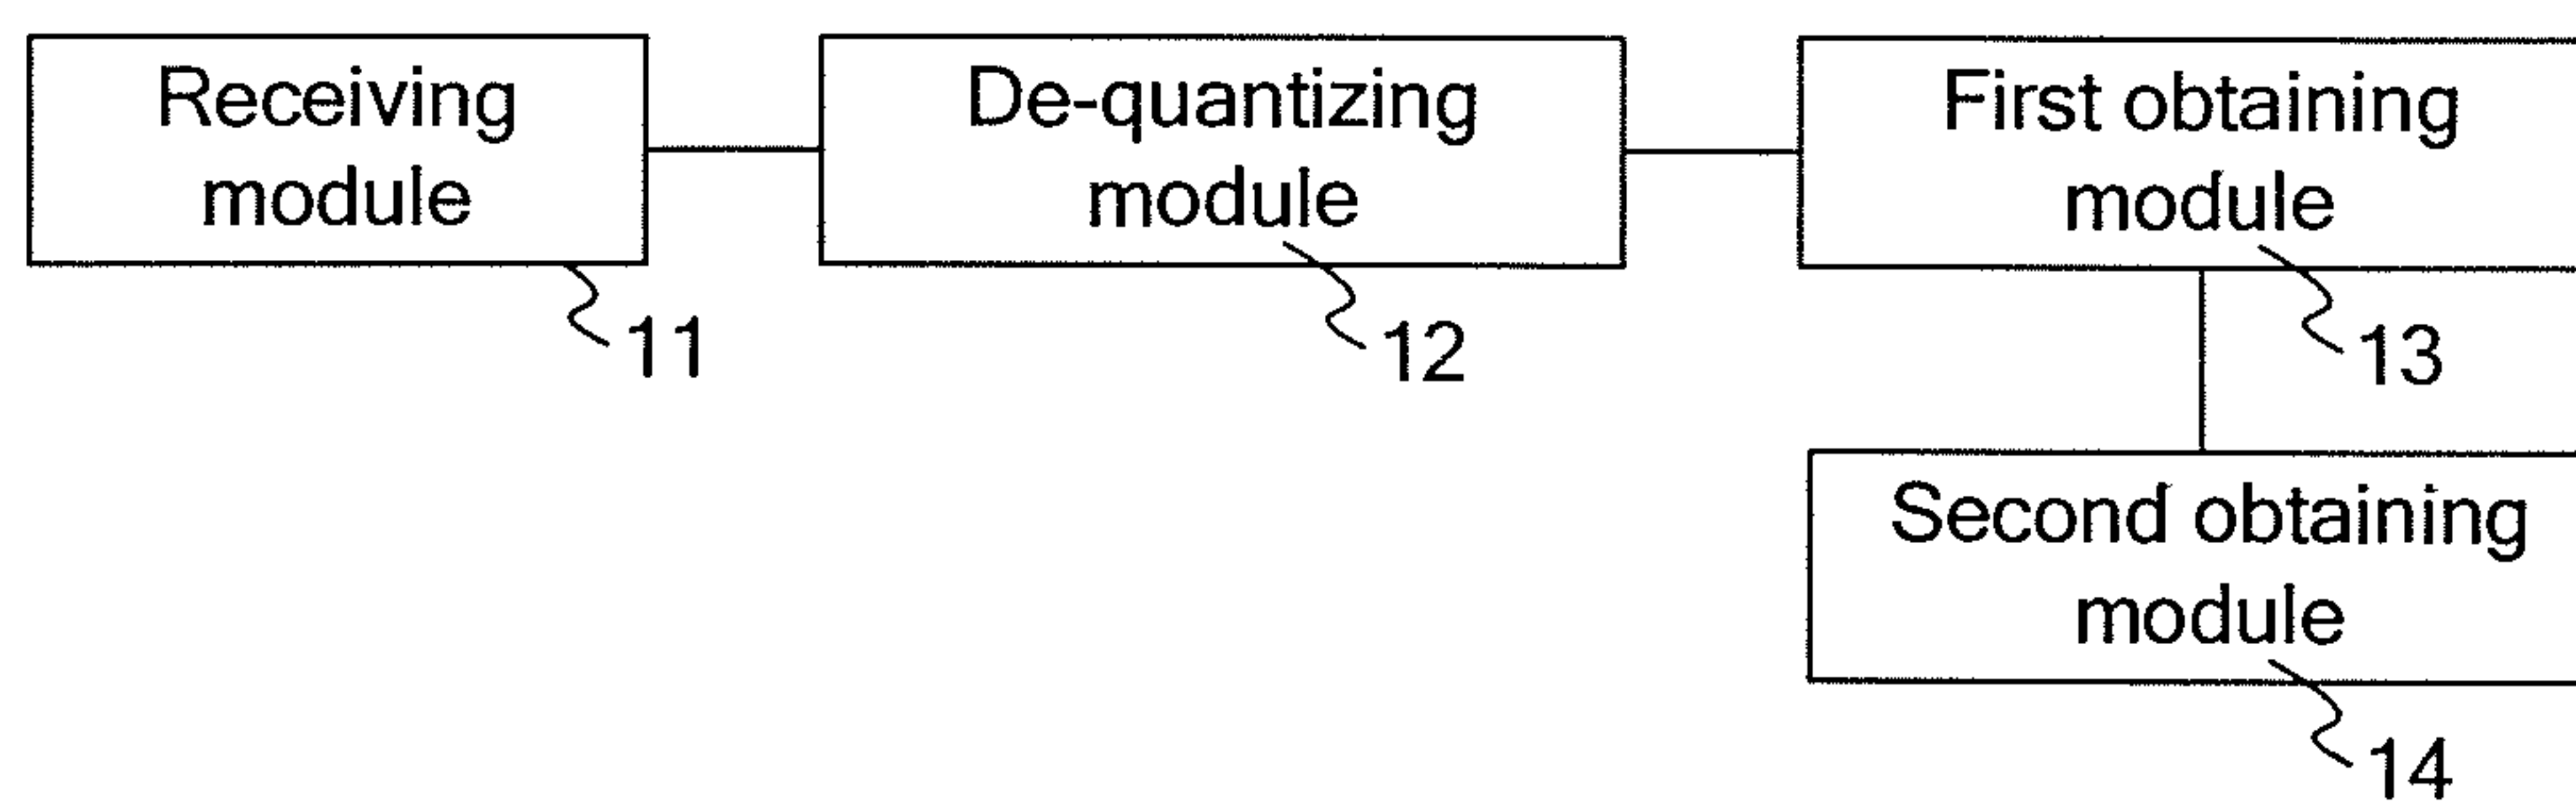 Receiving
module
11
De-quantizing
module
12
First obtaining
module
13
Second obtaining
module
14